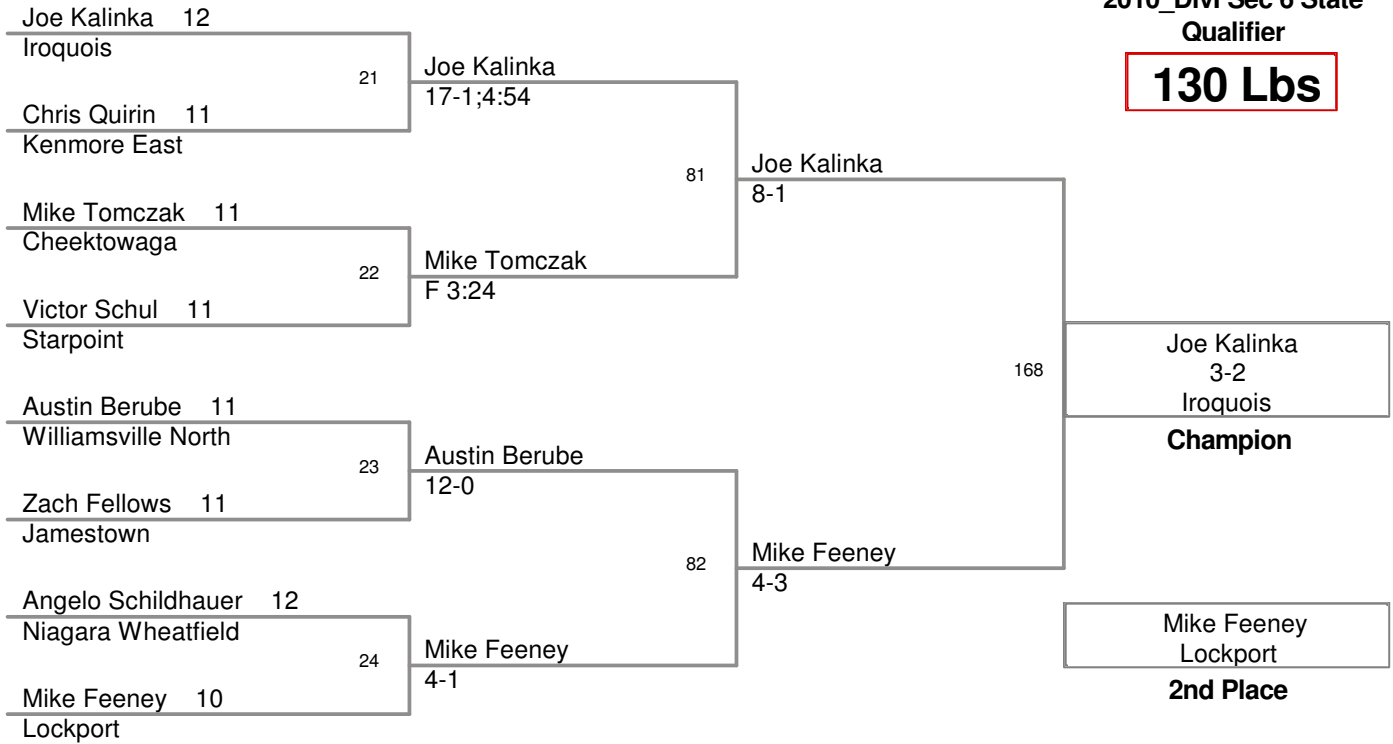 2010_DivI Sec 6 State
Qualifier
130 Lbs
Joe Kalinka 12
Iroquois
21
Chris Quirin 11
Kenmore East
Joe Kalinka
17-1;4:54
Mike Tomczak 11
Cheektowaga
22
Victor Schul 11
Starpoint
Mike Tomczak
F 3:24
81
Joe Kalinka
8-1
Austin Berube 11
Williamsville North
23
Zach Fellows 11
Jamestown
Austin Berube
12-0
Angelo Schildhauer 12
Niagara Wheatfield
24
Mike Feeney 10
Lockport
Mike Feeney
4-1
82
Mike Feeney
4-3
168
Joe Kalinka
3-2
Iroquois
Champion
Mike Feeney
Lockport
2nd Place